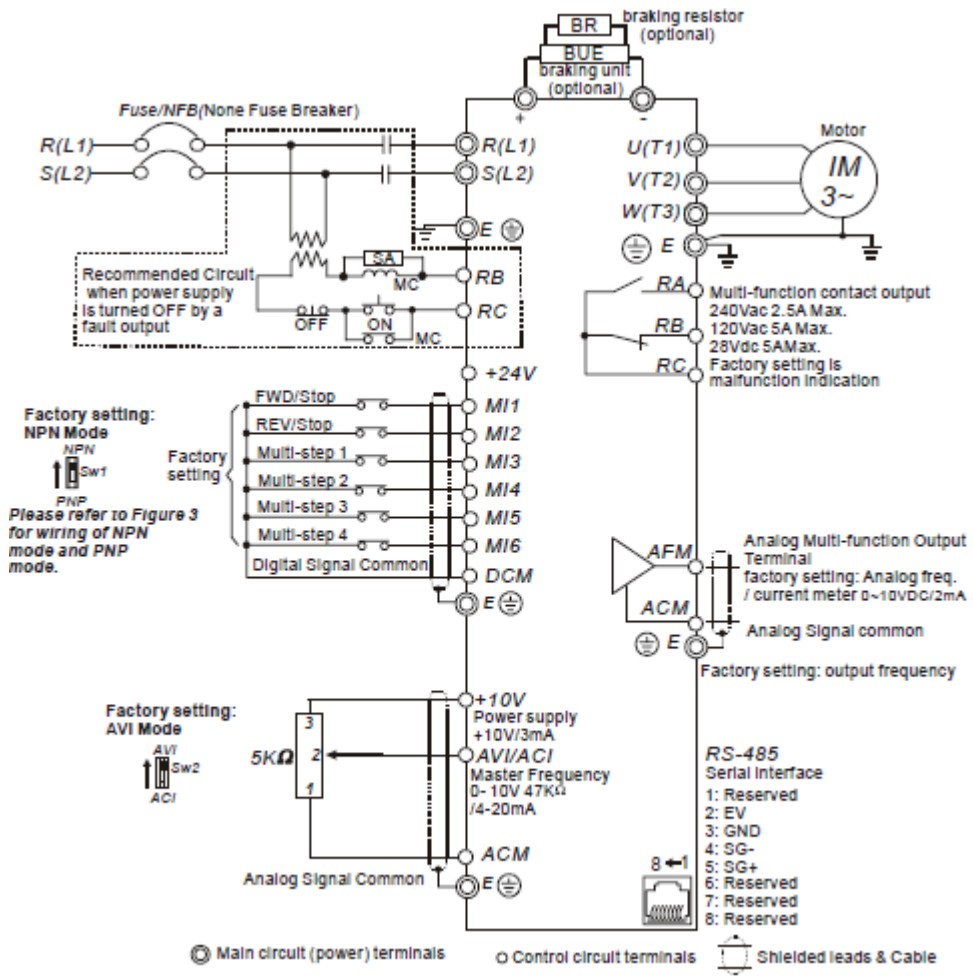 braking resistor
(optional)
BR
BUE
braking unit
(optional)
+
-
Fuse/NFB(None Fuse Breaker)
R(L1)
S(L2)
R(L1)
S(L2)
E
Recommended Circuit
when power supply
is turned OFF by a
fault output
SA
MC
RB
OFF
ON
MC
RC
Motor
U(T1)
V(T2)
W(T3)
IM
3~
E
RA
RB
RC
Multi-function contact output
240Vac 2.5A Max.
120Vac 5A Max.
28Vdc 5AMax.
Factory setting is
malfunction indication
+24V
Factory setting:
NPN Mode
NPN
Sw1
PNP
Please refer to Figure 3
for wiring of NPN
mode and PNP
mode.
Factory
setting
FWD/Stop
MI1
REV/Stop
MI2
Multi-step 1
MI3
Multi-step 2
MI4
Multi-step 3
MI5
Multi-step 4
MI6
Digital Signal Common
DCM
E
AFM
ACM
E
Analog Multi-function Output
Terminal
factory setting: Analog freq.
/ current meter 0~10VDC/2mA
Analog Signal common
Factory setting: output frequency
Factory setting:
AVI Mode
AVI
Sw2
ACI
5KΩ
3
2
1
+10V
Power supply
+10V/3mA
AVI/ACI
Master Frequency
0- 10V 47KΩ
/4-20mA
ACM
Analog Signal Common
E
RS-485
Serial Interface
1: Reserved
2: EV
3: GND
4: SG-
5: SG+
6: Reserved
7: Reserved
8: Reserved
8←1
Main circuit (power) terminals
Control circuit terminals
Shielded leads & Cable